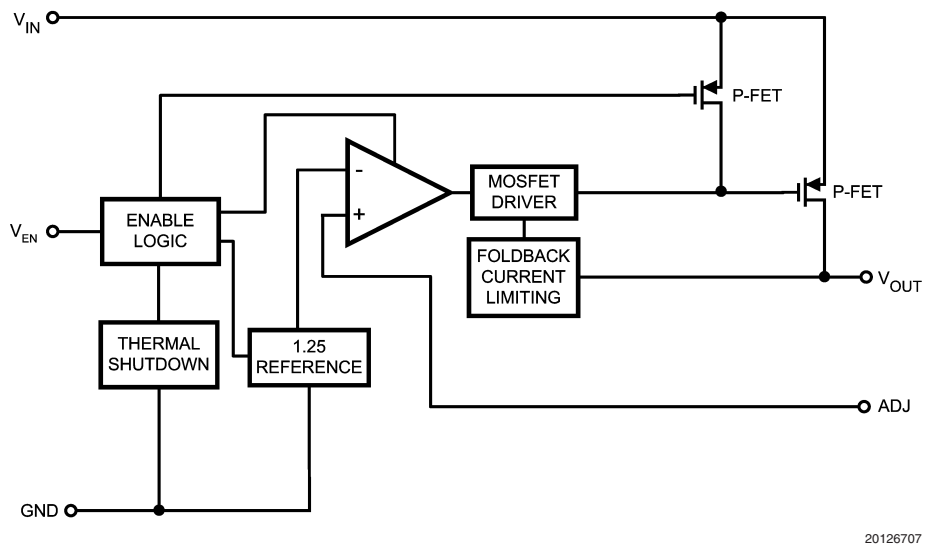 VIN
P-FET
P-FET
-
+
MOSFET
DRIVER
ENABLE
LOGIC
VEN
FOLDBACK
CURRENT
LIMITING
VOUT
THERMAL
SHUTDOWN
1.25
REFERENCE
ADJ
GND
20126707